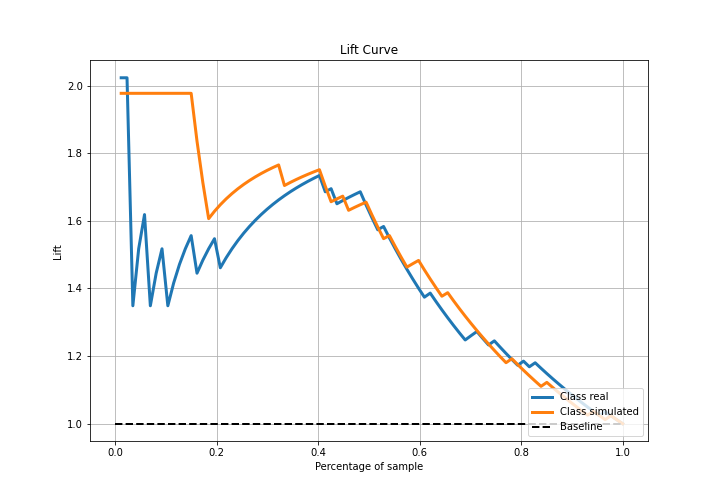 Lift Curve
Lift
2.0
1.8
1.6
1.4
1.2
1.0
Class real
Class simulated
Baseline
0.0 0.2 0.4 0.6 0.8 1.0
Percentage of sample